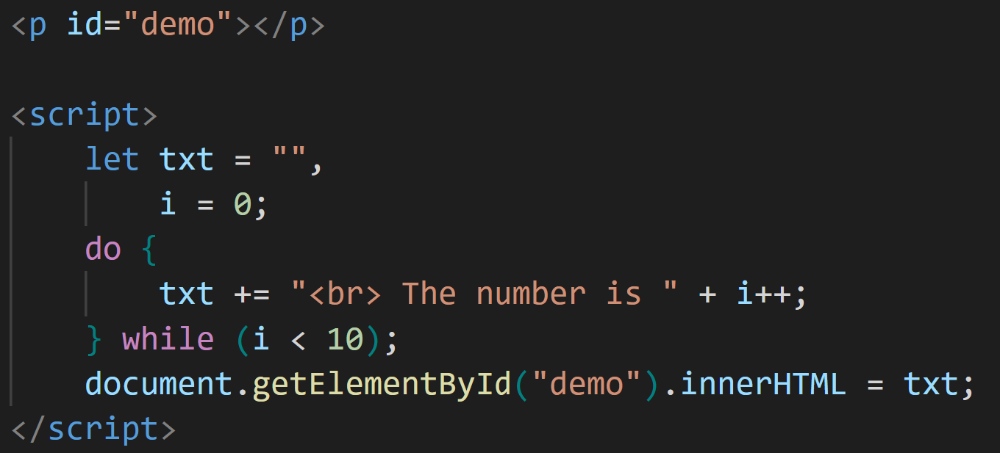 <p id="demo"></p>
<script>
let txt = "",
i = 0;
do {
txt += "<br> The number is " + i++;
} while (i < 10);
document.getElementById("demo").innerHTML = txt;
</script>